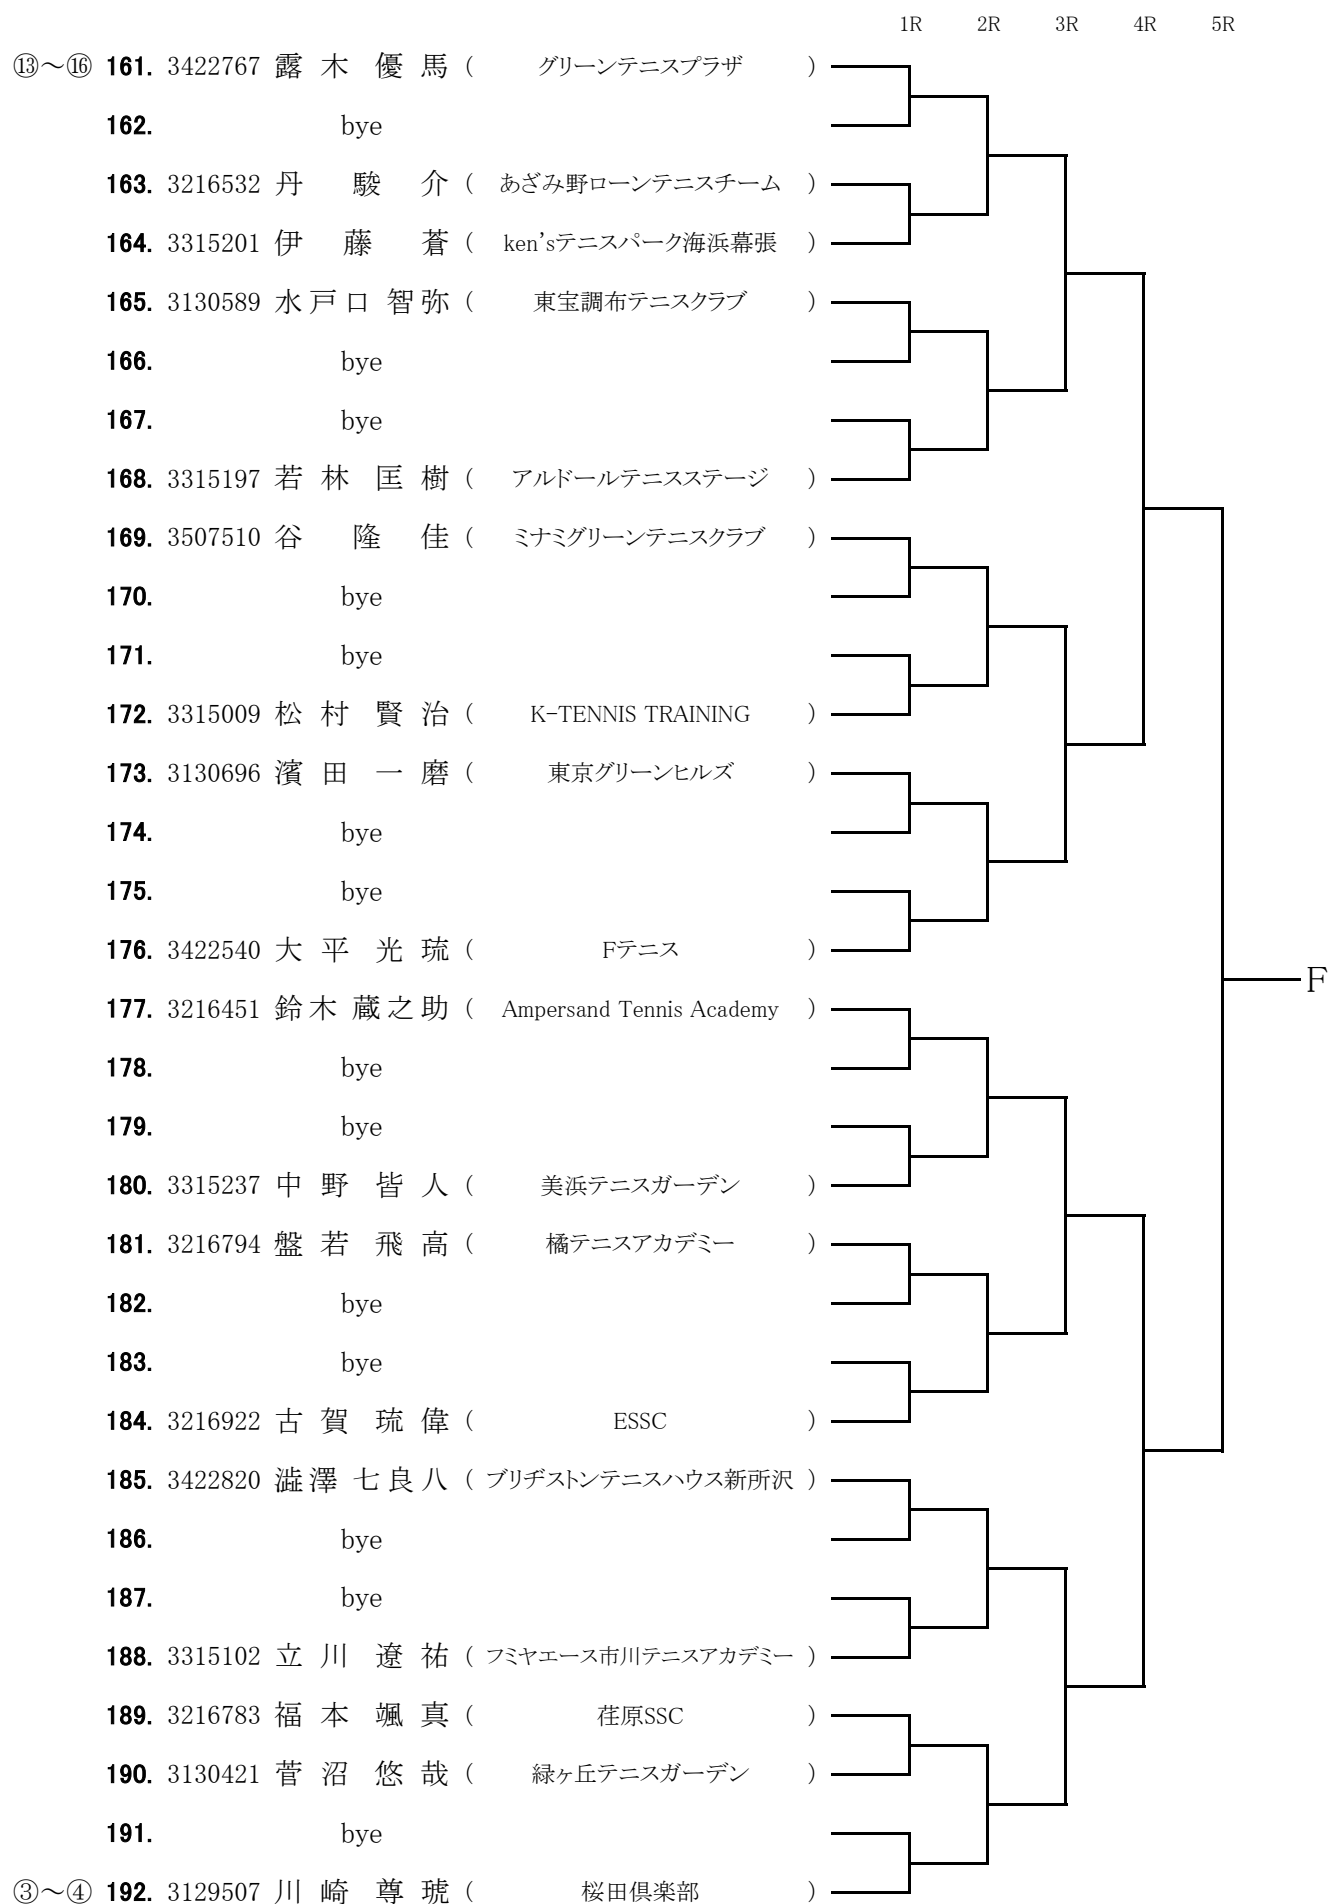 1R 2R 3R 4R 5R
⑬～⑯ 161. 3422767 露木 優馬 ( グリーンテニスプラザ )
162. bye
163. 3216532 丹 駿介 ( あざみ野ローンテニスチーム )
164. 3315201 伊藤 蒼 ( ken'sテニスパーク海浜幕張 )
165. 3130589 水戸口 智弥 ( 東宝調布テニスクラブ )
166. bye
167. bye
168. 3315197 若林 匡樹 ( アルドールテニスステージ )
169. 3507510 谷 隆佳 ( ミナミグリーンテニスクラブ )
170. bye
171. bye
172. 3315009 松村 賢治 ( K-TENNIS TRAINING )
173. 3130696 濱田 一磨 ( 東京グリーンヒルズ )
174. bye
175. bye
176. 3422540 大平 光琉 ( Fテニス )
F
177. 3216451 鈴木 蔵之助 ( Ampersand Tennis Academy )
178. bye
179. bye
180. 3315237 中野 皆人 ( 美浜テニスガーデン )
181. 3216794 盤若 飛高 ( 橘テニスアカデミー )
182. bye
183. bye
184. 3216922 古賀 琉偉 ( ESSC )
185. 3422820 澁澤 七良八 ( ブリヂストンテニスハウス新所沢 )
186. bye
187. bye
188. 3315102 立川 遼祐 ( フミヤエース市川テニスアカデミー )
189. 3216783 福本 颯真 ( 荏原SSC )
190. 3130421 菅沼 悠哉 ( 緑ヶ丘テニスガーデン )
191. bye
③～④ 192. 3129507 川崎 尊琥 ( 桜田倶楽部 )